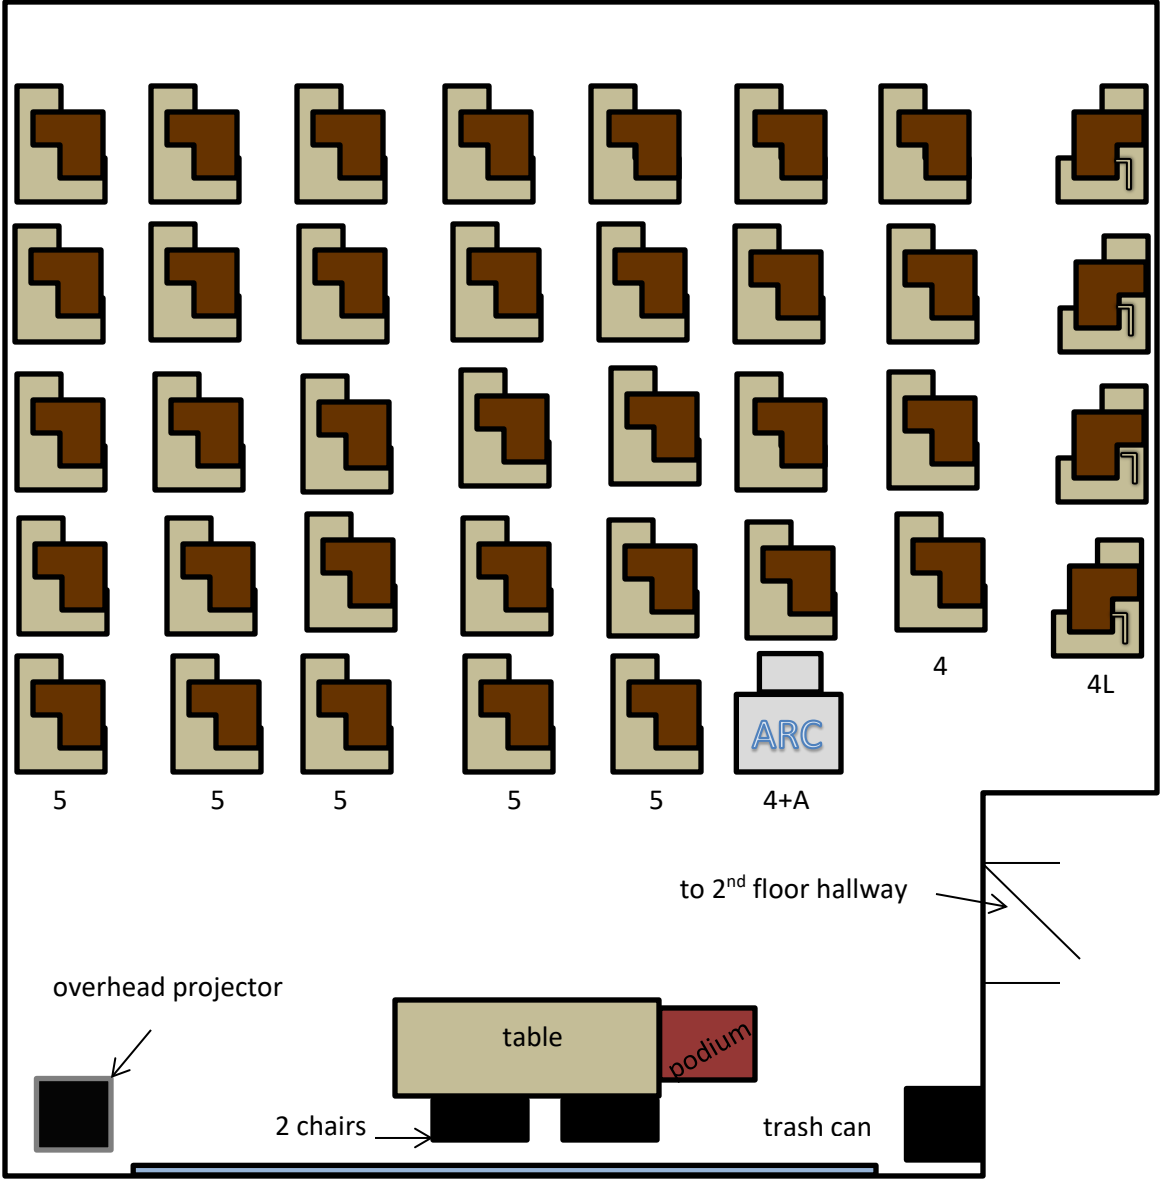 4
4L
ARC
5
5
5
5
5
4+A
to 2nd floor hallway
overhead projector
table
podium
2 chairs
trash can